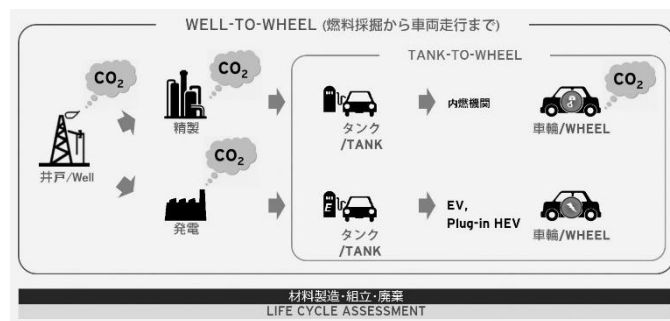 WELL-TO-WHEEL (燃料採掘から車両走行まで)
TANK-TO-WHEEL
CO2
CO2
CO2
精製
タンク
/TANK
内燃機関
車輪/WHEEL
井戸/Well
CO2
発電
E
タンク
/TANK
EV,
Plug-in HEV
車輪/WHEEL
材料製造・組立・廃棄
LIFE CYCLE ASSESSMENT